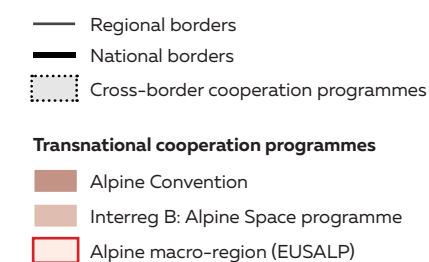 Regional borders
National borders
Cross-border cooperation programmes
Transnational cooperation programmes
Alpine Convention
Interreg B: Alpine Space programme
Alpine macro-region (EUSALP)